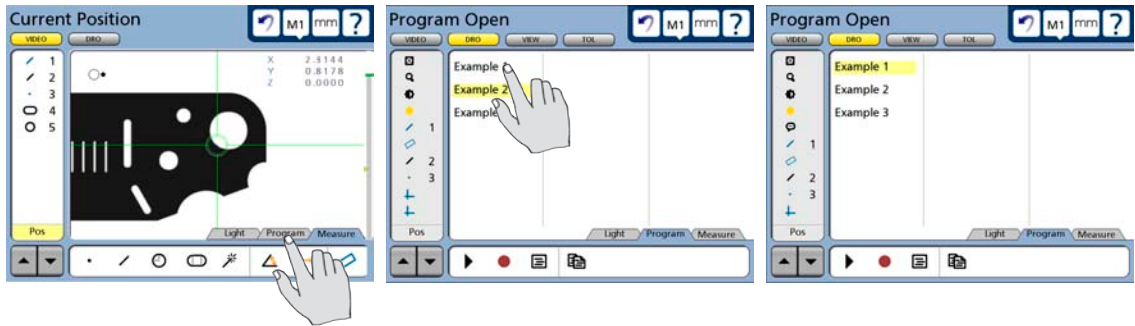 Current Position
M1 mm ?
VIDEO DRO
1
2
3
4
5
X 2.3144
Y 0.8178
Z 0.0000
Pos
Light Program Measure
Program Open
M1 mm ?
VIDEO DRO VIEW TOL
Example
Example 2
Example
1
2
3
Pos
Light Program Measure
Program Open
M1 mm ?
VIDEO DRO VIEW TOL
Example 1
Example 2
Example 3
1
2
3
Pos
Light Program Measure